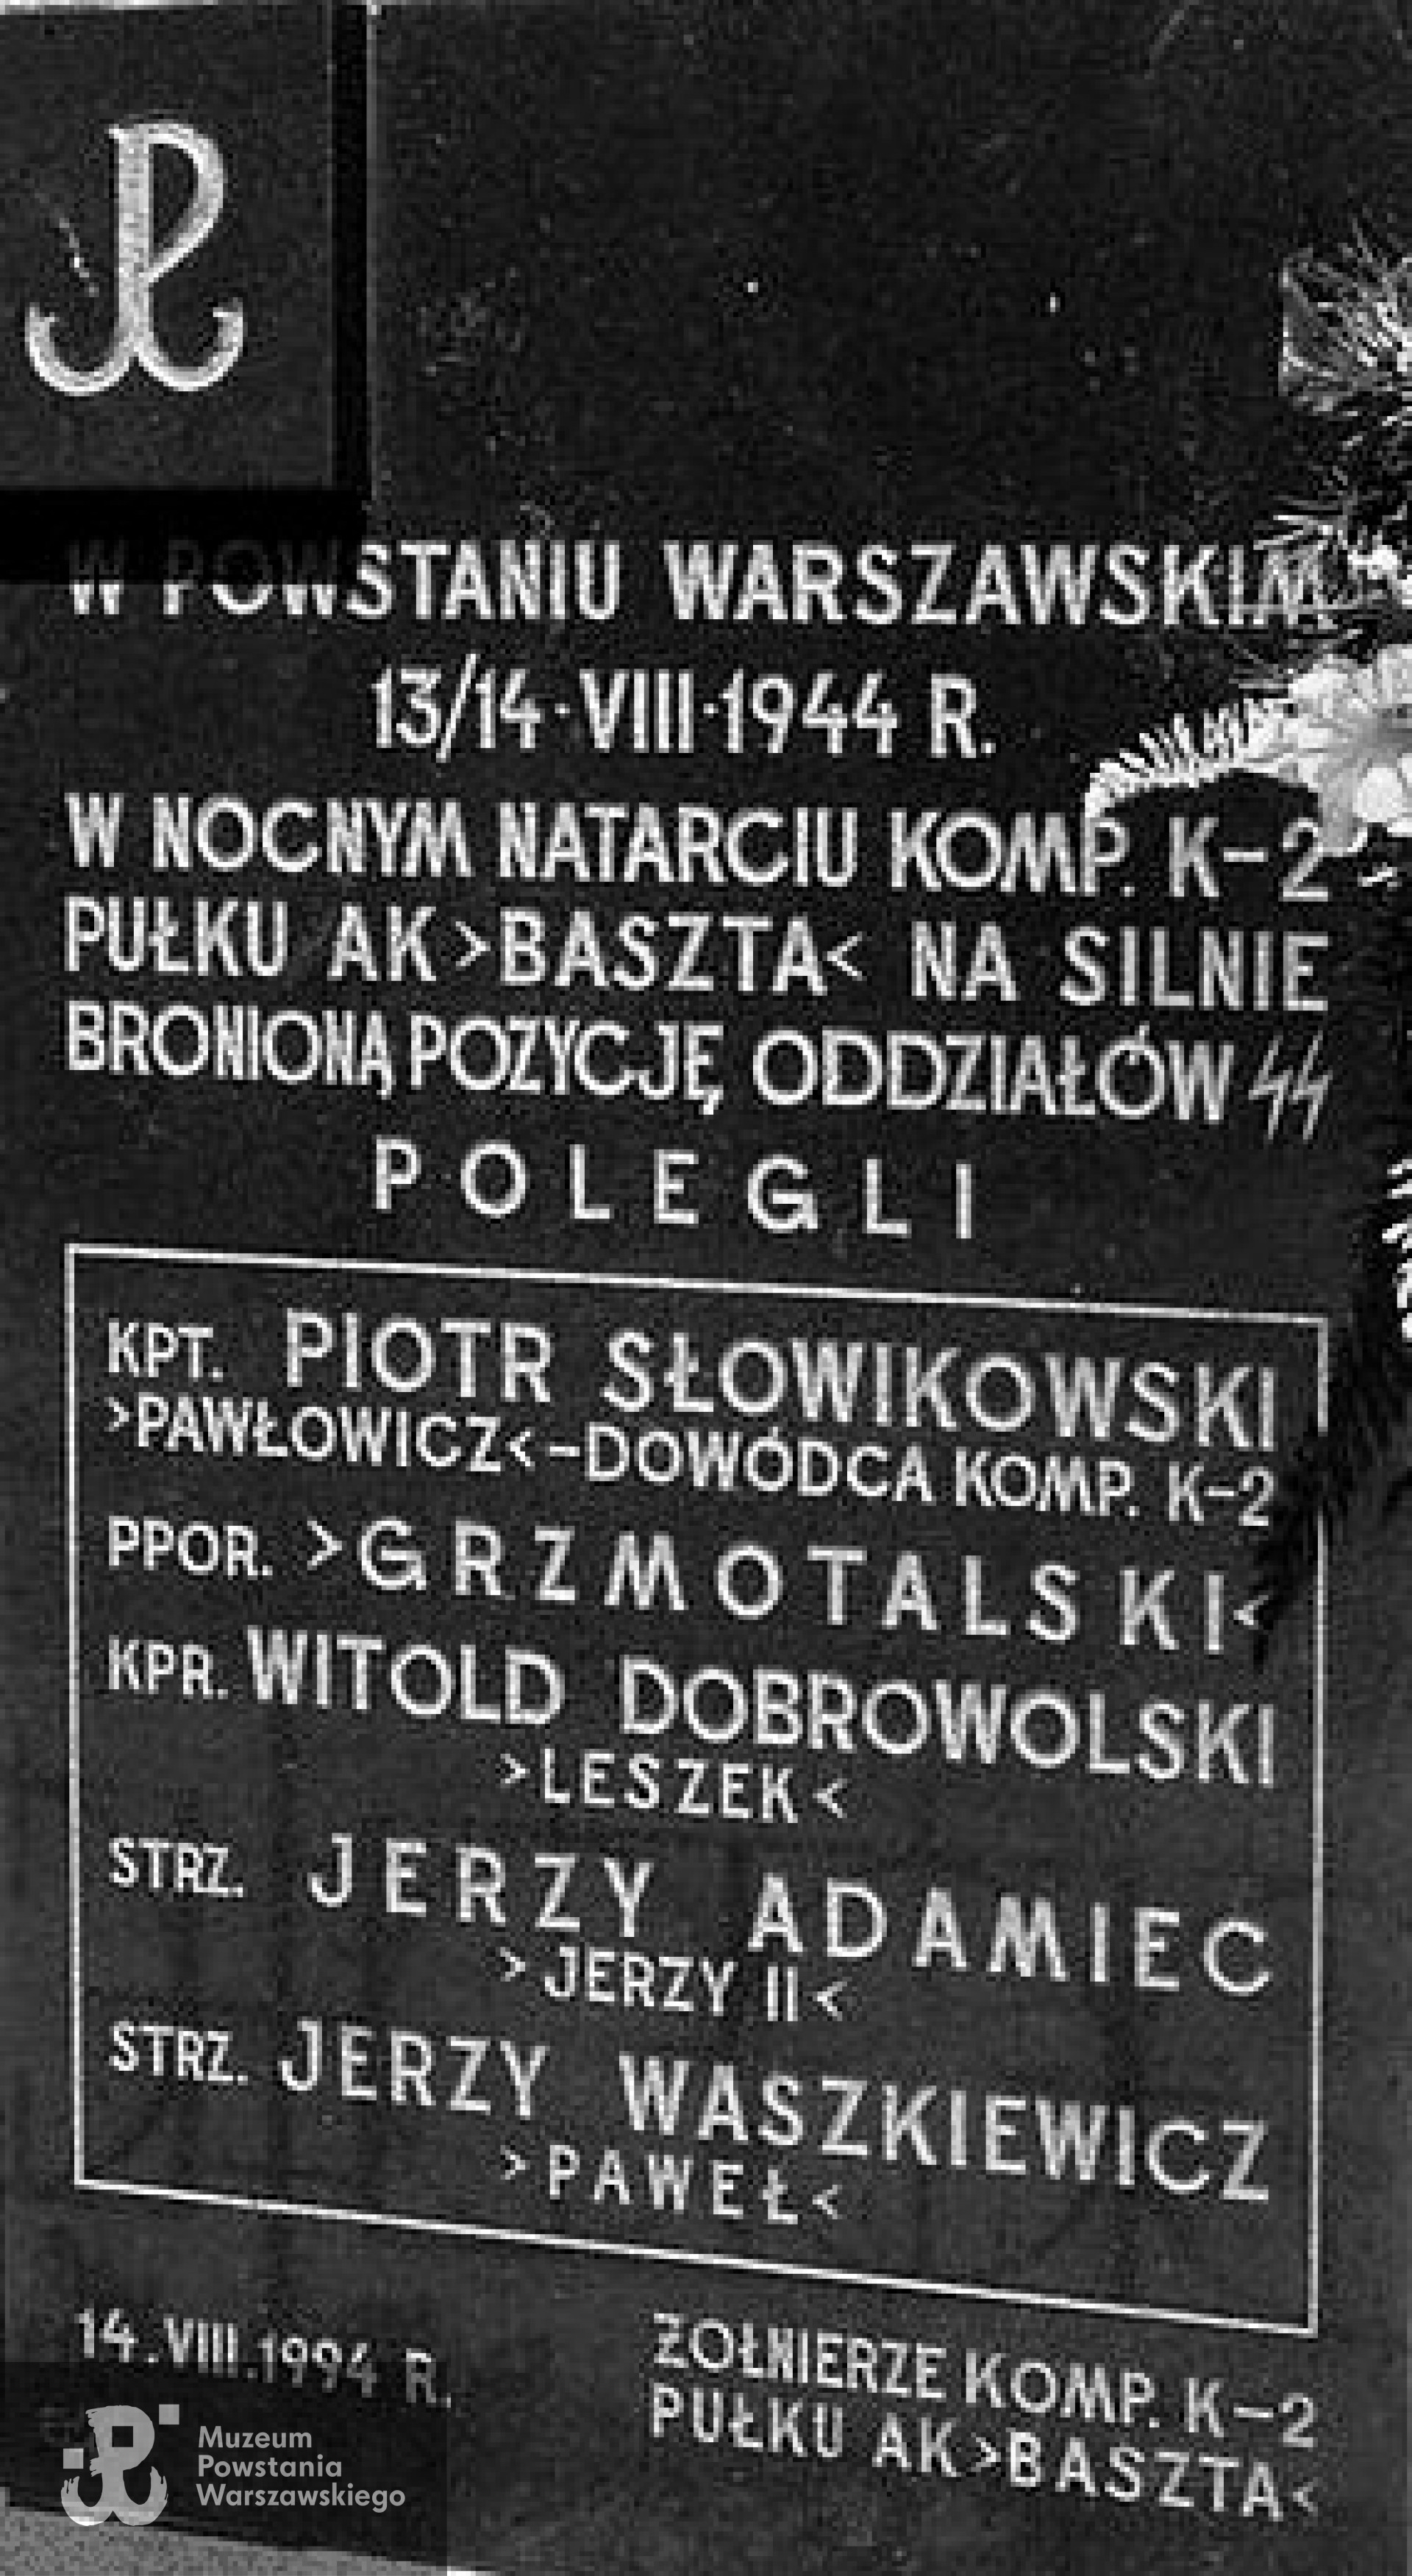 W POWSTANIU WARSZAWSKIM
13/14·VIII·1944 R.
W NOCNYM NATARCIU KOMP. K-2
PUŁKU AK >BASZTA< NA SILNIE
BRONIONĄ POZYCJĘ ODDZIAŁÓW SS
POLEGLI
KPT. PIOTR SŁOWIKOWSKI
>PAWŁOWICZ<-DOWÓDCA KOMP. K-2
PPOR. >GRZMOTALSKI<
KPR. WITOLD DOBROWOLSKI
>LESZEK<
STRZ. JERZY ADAMIEC
>JERZY II<
STRZ. JERZY WASZKIEWICZ
>PAWEŁ<
14.VIII.1994 R.
ŻOŁNIERZE KOMP. K-2
PUŁKU AK >BASZTA<
Muzeum
Powstania
Warszawskiego